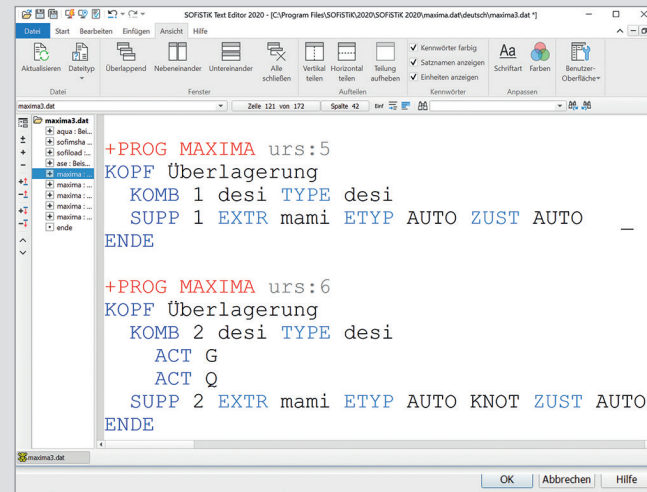 SOFiSTiK Text Editor 2020 - [C:\Program Files\SOFiSTiK\2020\SOFiSTiK 2020\maxima.dat\deutsch\maxima3.dat *]
Datei Start Bearbeiten Einfügen Ansicht Hilfe
Aktualisieren Dateityp Überlappend Nebeneinander Untereinander Alle schließen Vertikal teilen Horizontal teilen Teilung aufheben
Kennwörter farbig
Satznamen anzeigen
Einheiten anzeigen
Aa
Schriftart Farben Benutzer-Oberfläche
Datei Fenster Aufteilen Kennwörter Anpassen
maxima3.dat Zeile 121 von 172 Spalte 42 Einf
maxima3.dat
aqua : Bei...
sofimsha ...
sofiload :...
ase : Beis...
maxima : ...
maxima : ...
maxima : ...
maxima : ...
maxima : ...
ende
+PROG MAXIMA urs:5
KOPF Überlagerung
KOMB 1 desi TYPE desi
SUPP 1 EXTR mami ETYP AUTO ZUST AUTO
ENDE
+PROG MAXIMA urs:6
KOPF Überlagerung
KOMB 2 desi TYPE desi
ACT G
ACT Q
SUPP 2 EXTR mami ETYP AUTO KNOT ZUST AUTO
ENDE
maxima3.dat
OK Abbrechen Hilfe